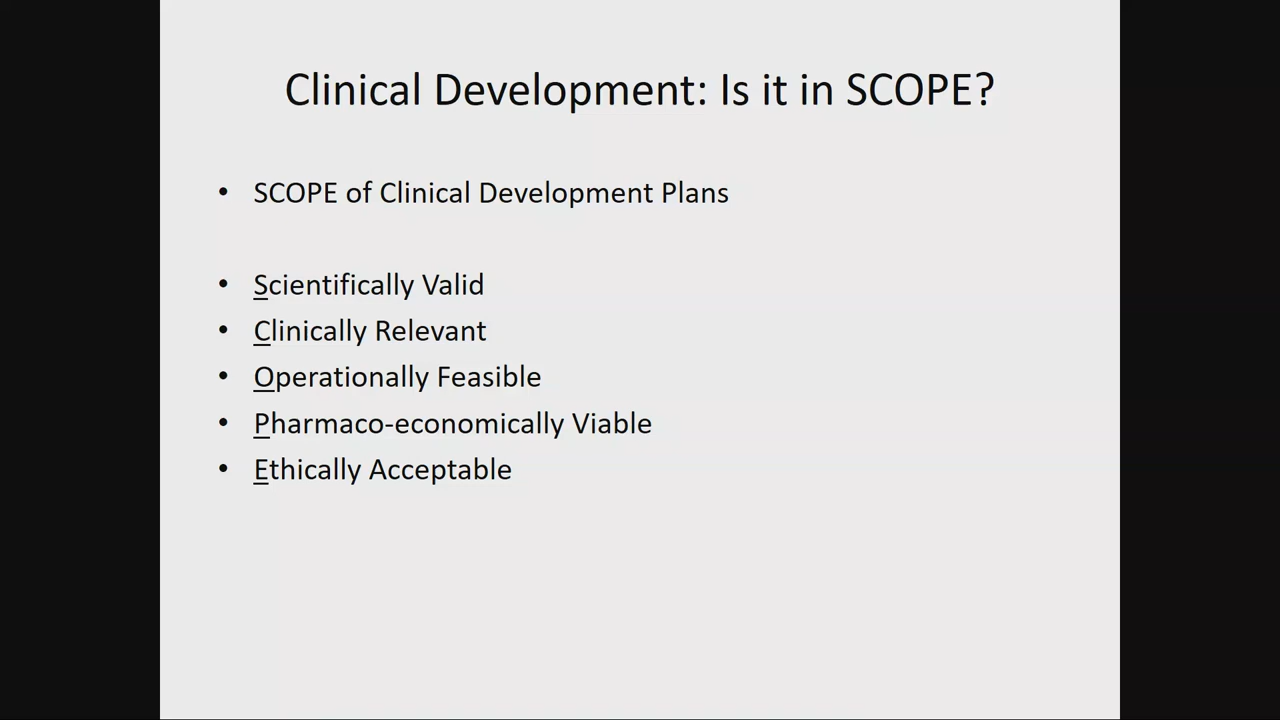 Clinical Development: Is it in SCOPE?
• SCOPE of Clinical Development Plans
• Scientifically Valid
• Clinically Relevant
• Operationally Feasible
• Pharmaco-economically Viable
• Ethically Acceptable